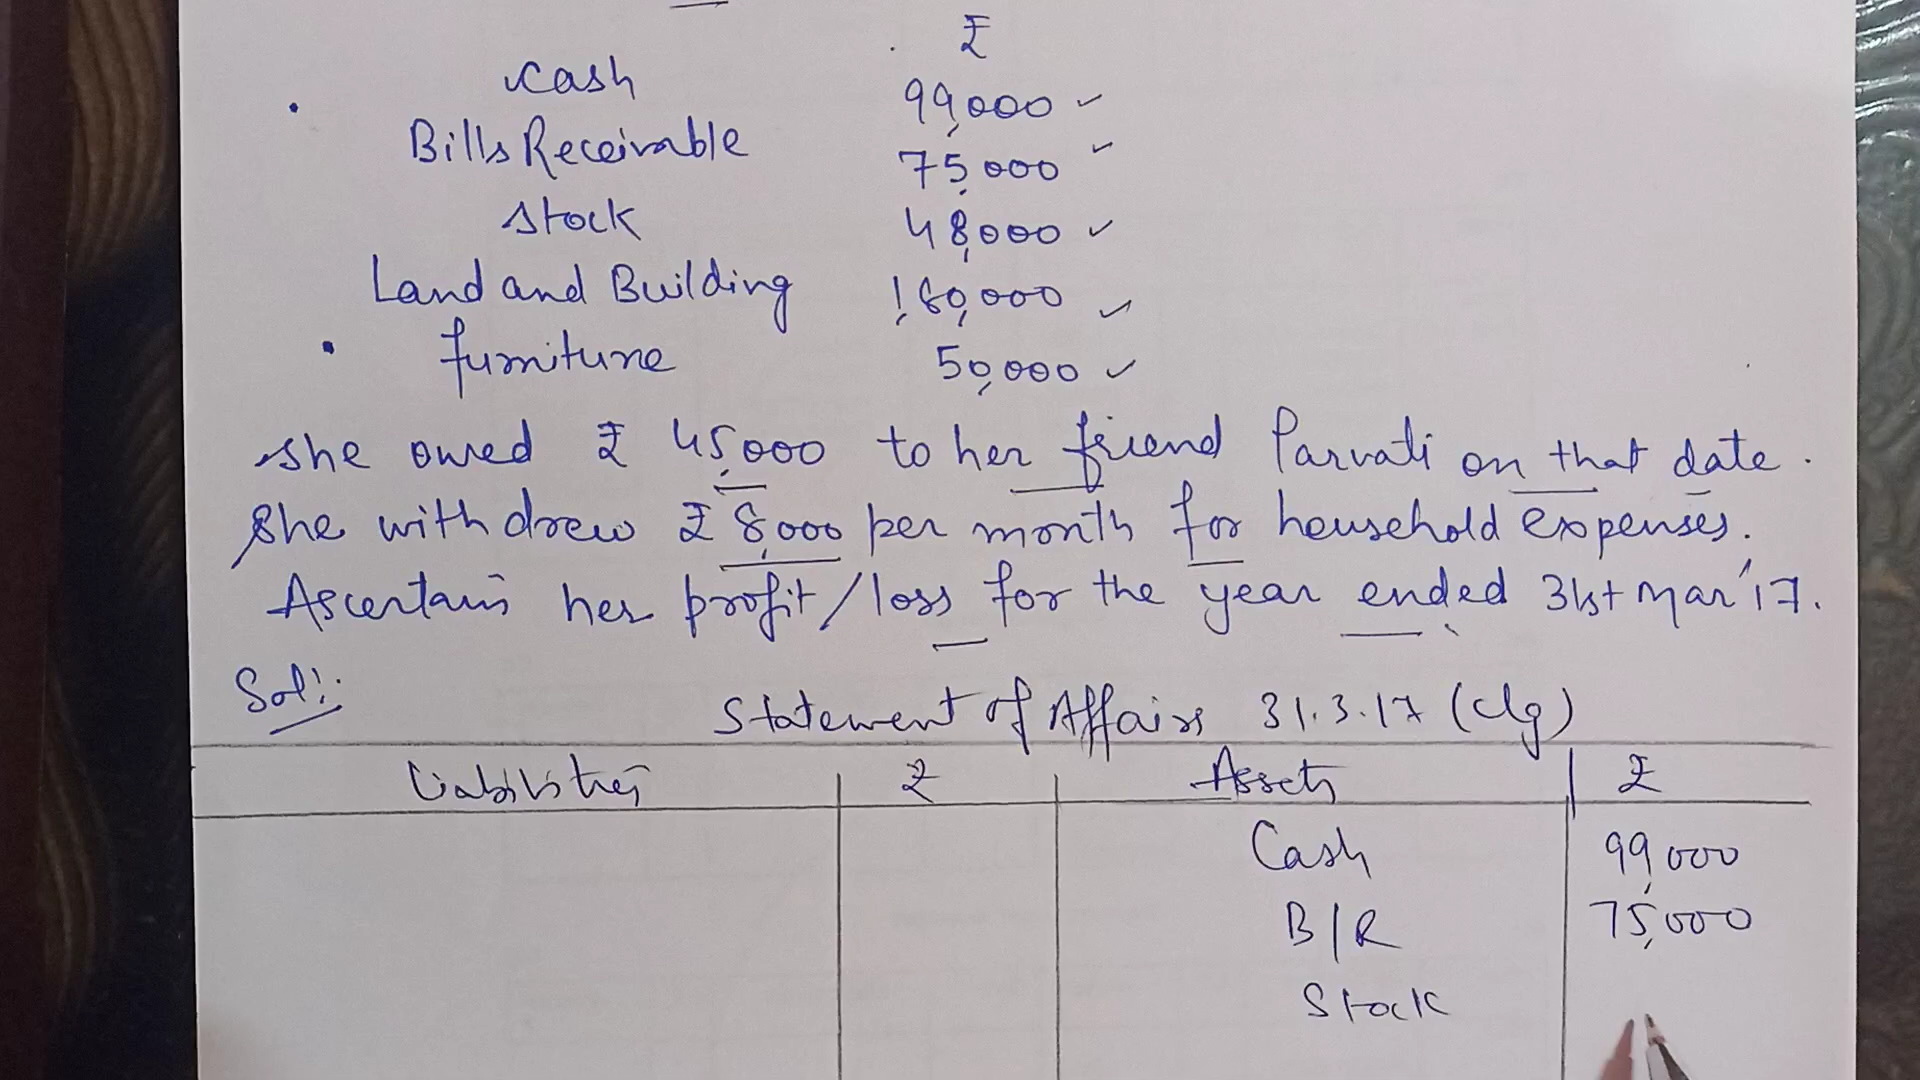 ₹
Cash 99,000 ✓
Bills Receivable 75,000 ✓
Stock 48,000 ✓
Land and Building 1,80,000 ✓
furniture 50,000 ✓
she owed ₹ 45,000 to her friend Parvati on that date.
She withdrew ₹ 8,000 per month for household expenses.
Ascertain her profit/loss for the year ended 31st Mar'17.
Sol:
Statement of Affairs 31.3.17 (Clg)
Liabilities ₹ Assets ₹
Cash 99,000
B/R 75,000
Stock